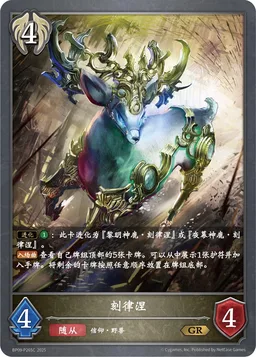 4
进化 1 ：此卡进化为『黎明神鹿·刻律涅』或『夜幕神鹿·刻
律涅』。
入场曲 查看自己牌组顶部的5张卡牌。可以从中展示1张护符并加
入手牌。将剩余的卡牌按照任意顺序放置在牌组底部。
刻律涅
4
随从
信仰·野兽
GR
4